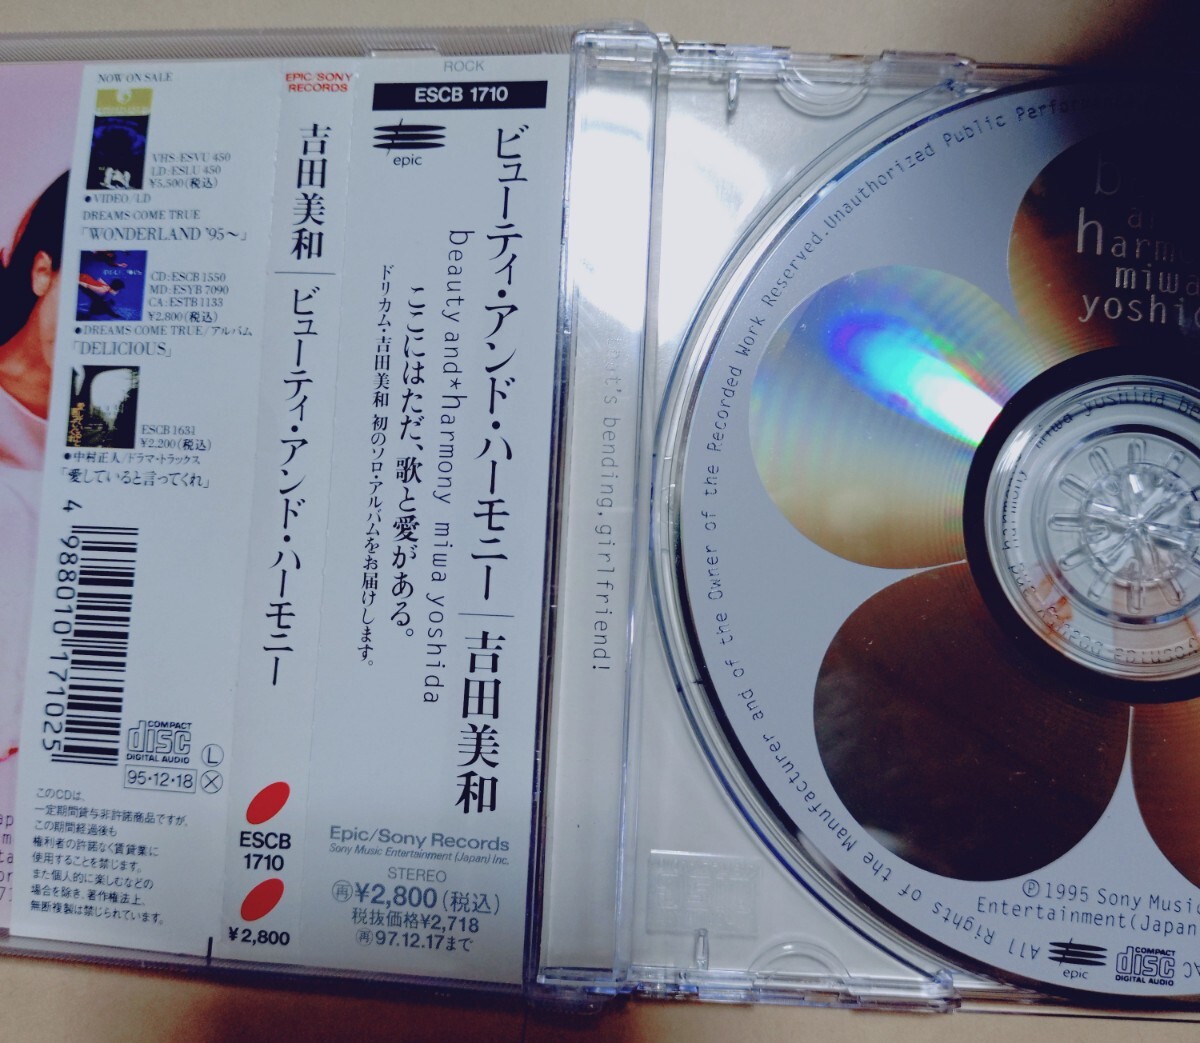 NOW ON SALE
VHS:ESVU 450
LD:ESLU 450
¥5,500(税込)
●VIDEO/LD
DREAMS COME TRUE
「WONDERLAND '95〜」
CD:ESCB 1550
MD:ESYB 7090
CA:ESTB 1133
¥2,800(税込)
●DREAMS COME TRUE/アルバム
「DELICIOUS」
ESCB 1631
¥2,200(税込)
●中村正人/ドラマ・トラックス
「愛していると言ってくれ」
4 988010 171025
COMPACT
disc
DIGITAL AUDIO
L
X
95・12・18
このCDは、
一定期間貸与非許諾商品ですが、
この期間経過後も
権利者の許諾なく賃貸業に
使用することを禁じます。
また個人的に楽しむなどの
場合を除き、著作権法上、
無断複製は禁じられています。
EPIC/SONY
RECORDS
吉田美和 ビューティ・アンド・ハーモニー
ESCB
1710
¥2,800
ROCK
ESCB 1710
epic
ビューティ・アンド・ハーモニー 吉田美和
beauty and*harmony miwa yoshida
ここにはただ、歌と愛がある。
ドリカム・吉田美和 初のソロ・アルバムをお届けします。
Epic/Sony Records
Sony Music Entertainment (Japan) Inc.
STEREO
再¥2,800(税込)
税抜価格¥2,718
再97.12.17まで
bending,girlfriend!
All Rights of the Manufacturer and of the Owner of the Recorded Work Reserved.Unauthorized Public
harm
miwa
yoshi
miwa yoshida
and harmony
Ⓟ1995 Sony Music
Entertainment(Japan
epic
COMPACT
disc
DIGITAL AUDIO